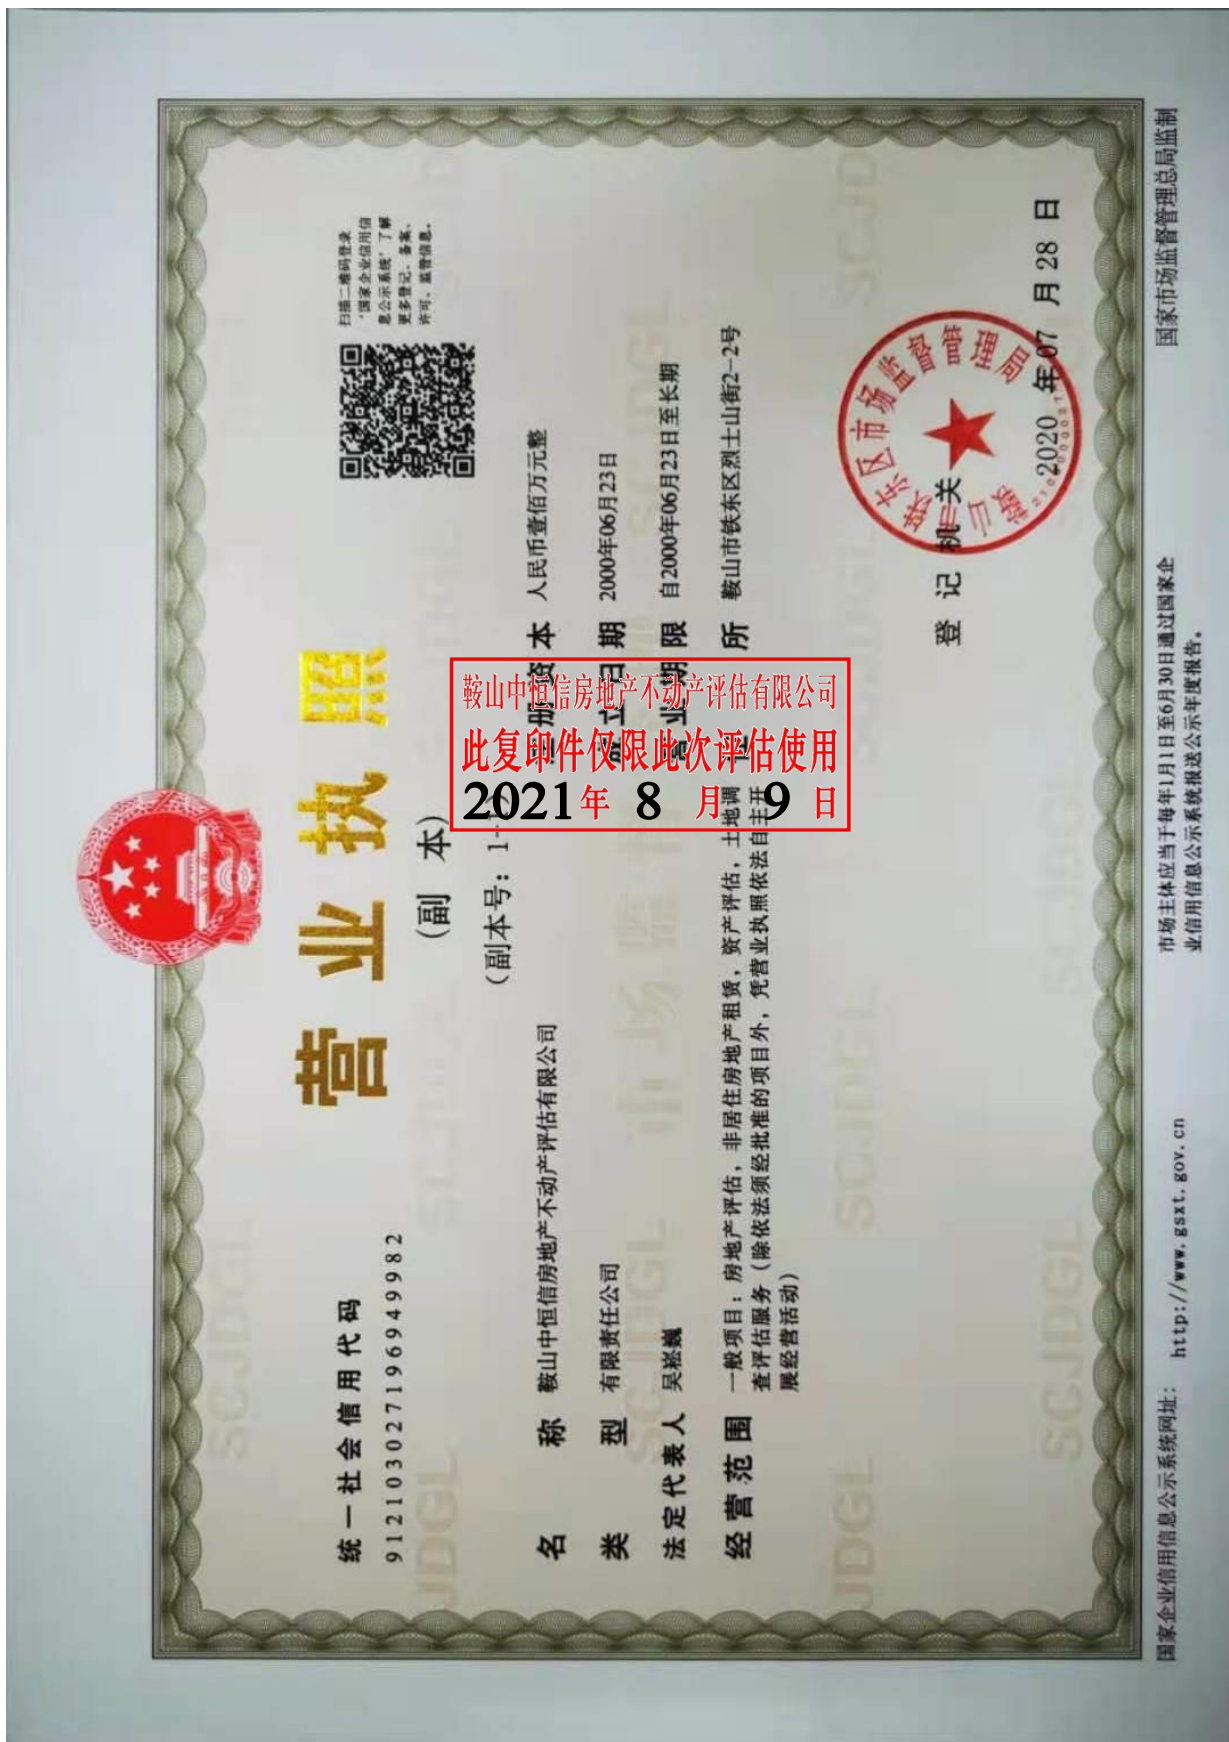 营业执照
(副 本)
(副本号：1-1)
统一社会信用代码
91210302719694998２
扫描二维码登录
‘国家企业信用信
息公示系统’了解
更多登记、备案、
许可、监管信息。
名 称 鞍山中恒信房地产不动产评估有限公司
类 型 有限责任公司
法定代表人 吴崧巍
经营范围 一般项目：房地产评估，非居住房地产租赁，资产评估，土地调
查评估服务（除依法须经批准的项目外，凭营业执照依法自主开
展经营活动）
注册资本 人民币壹佰万元整
成立日期 2000年06月23日
营业期限 自2000年06月23日至长期
住 所 鞍山市铁东区烈士山街2-2号
鞍山中恒信房地产不动产评估有限公司
此复印件仅限此次评估使用
2021年 8 月 9 日
登记机关
鞍山市铁东区市场监督管理局
2020 年 07 月 28 日
国家企业信用信息公示系统网址： http://www.gsxt.gov.cn
市场主体应当于每年1月1日至6月30日通过国家企
业信用信息公示系统报送公示年度报告。
国家市场监督管理总局监制
SCJDGL